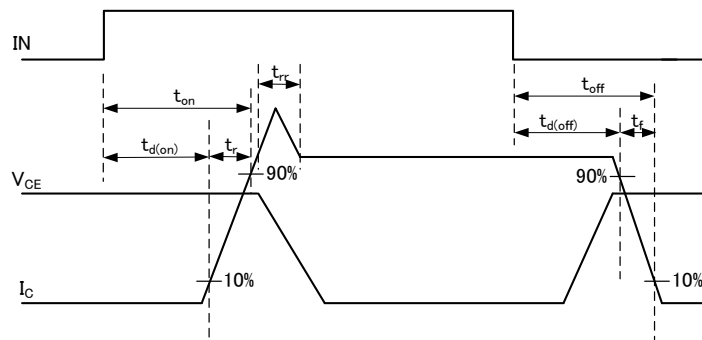 IN
t_rr
t_on
t_off
t_d(on)
t_r
t_d(off)
t_f
V_CE
90%
90%
I_C
10%
10%